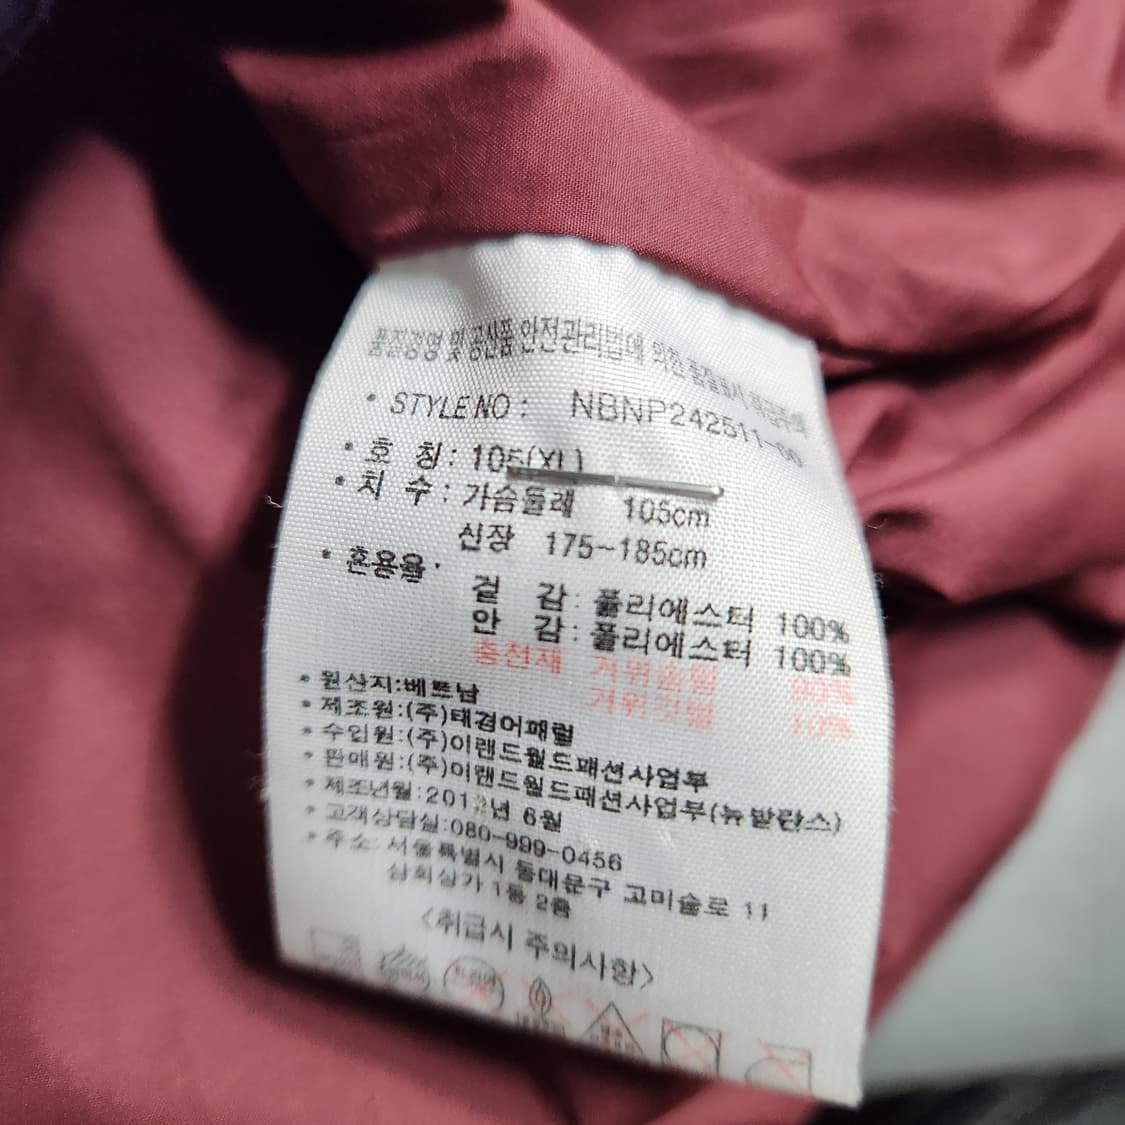 품질경영 및 공산품 안전관리법에 의한 품질표시
• STYLE NO : NBNP242511-00
• 호 칭 : 105(XL)
• 치 수 : 가슴둘레 105cm
신장 175~185cm
• 혼용율 :
겉 감 : 폴리에스터 100%
안 감 : 폴리에스터 100%
충전재 거위솜털 90%
거위깃털 10%
• 원산지:베트남
• 제조원:(주)태경어패럴
• 수입원:(주)이랜드월드패션사업부
• 판매원:(주)이랜드월드패션사업부(뉴발란스)
• 제조년월:2012년 6월
• 고객상담실:080-999-0456
• 주소: 서울특별시 동대문구 고미술로 11
삼희상가 1동 2층
<취급시 주의사항>